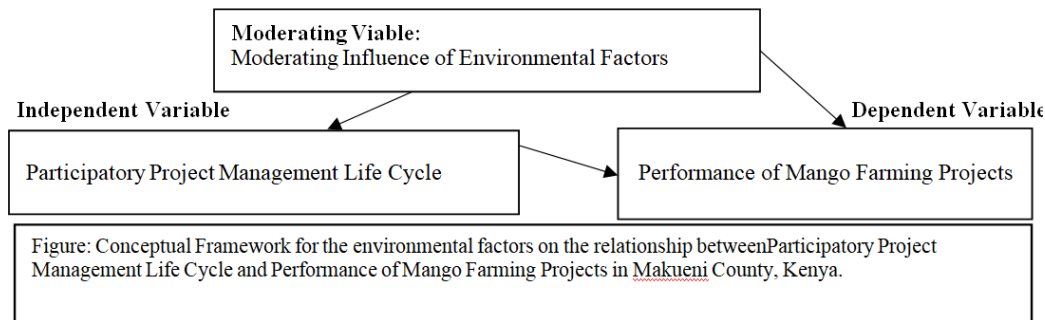 Moderating Viable:
Moderating Influence of Environmental Factors
Independent Variable
Dependent Variable
Participatory Project Management Life Cycle
Performance of Mango Farming Projects
Figure: Conceptual Framework for the environmental factors on the relationship betweenParticipatory Project
Management Life Cycle and Performance of Mango Farming Projects in Makueni County, Kenya.